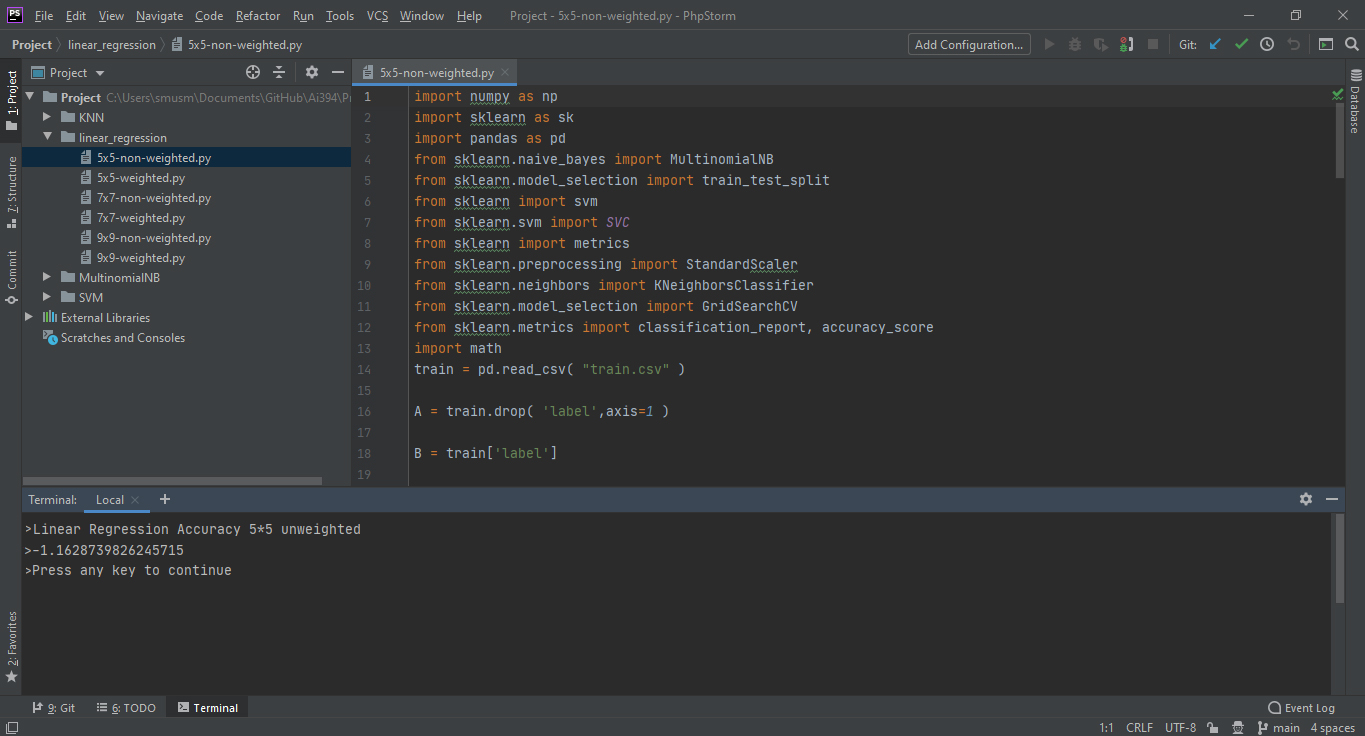 PS File Edit View Navigate Code Refactor Run Tools VCS Window Help Project - 5x5-non-weighted.py - PhpStorm
Project linear_regression 5x5-non-weighted.py Add Configuration... Git:
Project
5x5-non-weighted.py
1: Project
7: Structure
Commit
2: Favorites
Project C:\Users\smusm\Documents\GitHub\Ai394\P
KNN
linear_regression
5x5-non-weighted.py
5x5-weighted.py
7x7-non-weighted.py
7x7-weighted.py
9x9-non-weighted.py
9x9-weighted.py
MultinomialNB
SVM
External Libraries
Scratches and Consoles
1 import numpy as np
2 import sklearn as sk
3 import pandas as pd
4 from sklearn.naive_bayes import MultinomialNB
5 from sklearn.model_selection import train_test_split
6 from sklearn import svm
7 from sklearn.svm import SVC
8 from sklearn import metrics
9 from sklearn.preprocessing import StandardScaler
10 from sklearn.neighbors import KNeighborsClassifier
11 from sklearn.model_selection import GridSearchCV
12 from sklearn.metrics import classification_report, accuracy_score
13 import math
14 train = pd.read_csv( "train.csv" )
15
16 A = train.drop( 'label',axis=1 )
17
18 B = train['label']
19
Database
Terminal: Local
>Linear Regression Accuracy 5*5 unweighted
>-1.1628739826245715
>Press any key to continue
9: Git 6: TODO Terminal Event Log
1:1 CRLF UTF-8 main 4 spaces